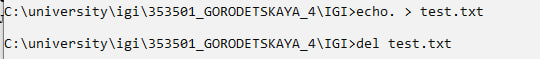 C:\university\igi\353501_GORODETSKAYA_4\IGI>echo. > test.txt
C:\university\igi\353501_GORODETSKAYA_4\IGI>del test.txt